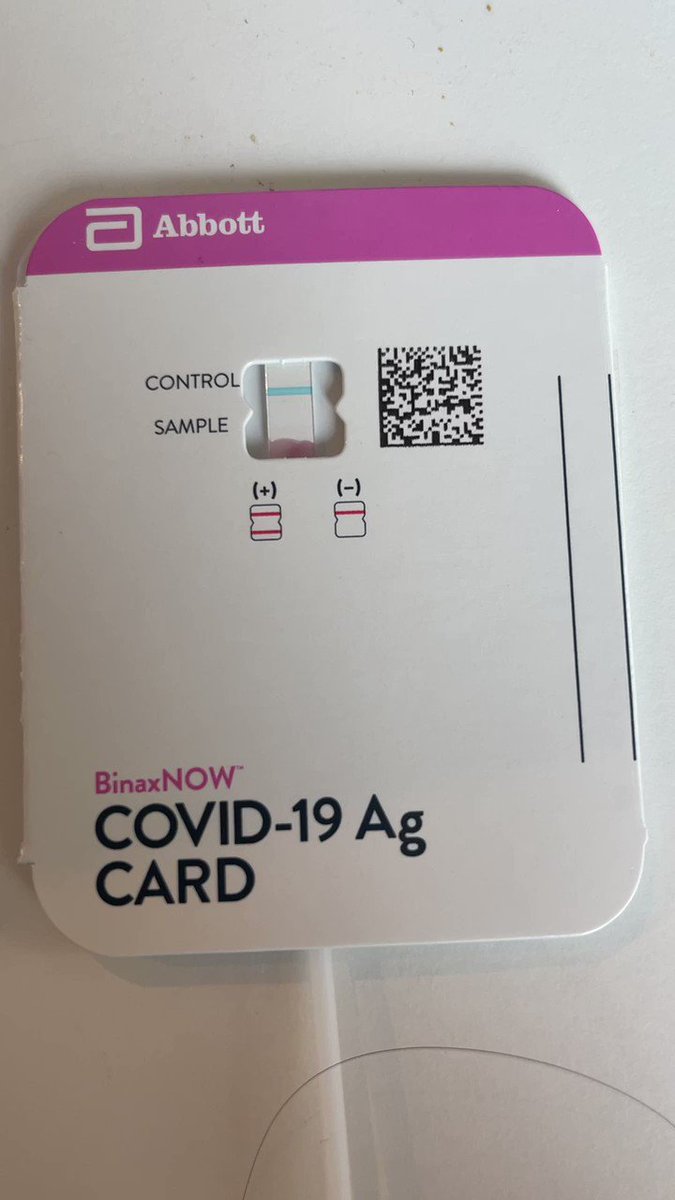 Abbott
CONTROL
SAMPLE
(+) (-)
BinaxNOW™
COVID-19 Ag
CARD